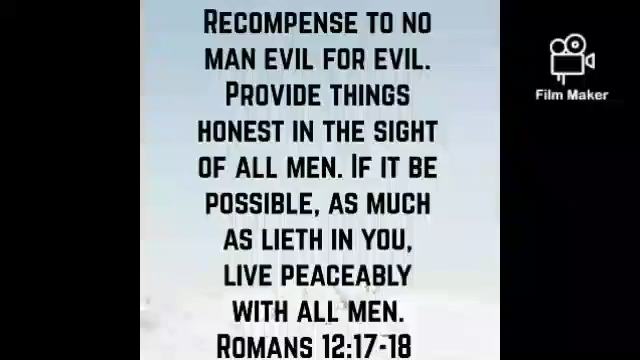 RECOMPENSE TO NO
MAN EVIL FOR EVIL.
PROVIDE THINGS
HONEST IN THE SIGHT
OF ALL MEN. IF IT BE
POSSIBLE, AS MUCH
AS LIETH IN YOU,
LIVE PEACEABLY
WITH ALL MEN.
ROMANS 12:17-18
Film Maker